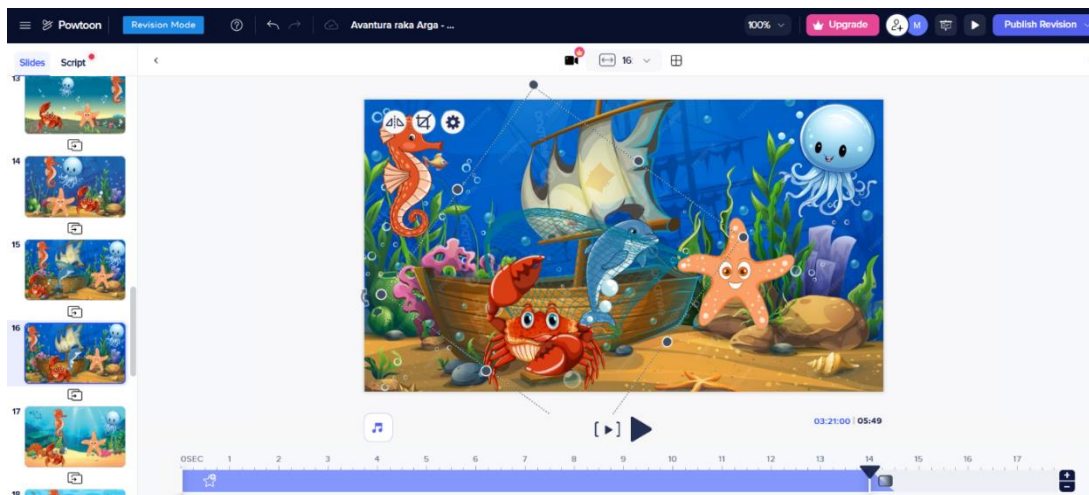 Powtoon
Revision Mode
Avantura raka Arga - ...
100%
Upgrade
M
Publish Revision
Slides
Script
16:
13
14
15
16
17
03:21:00 05:49
0SEC 1 2 3 4 5 6 7 8 9 10 11 12 13 14 15 16 17